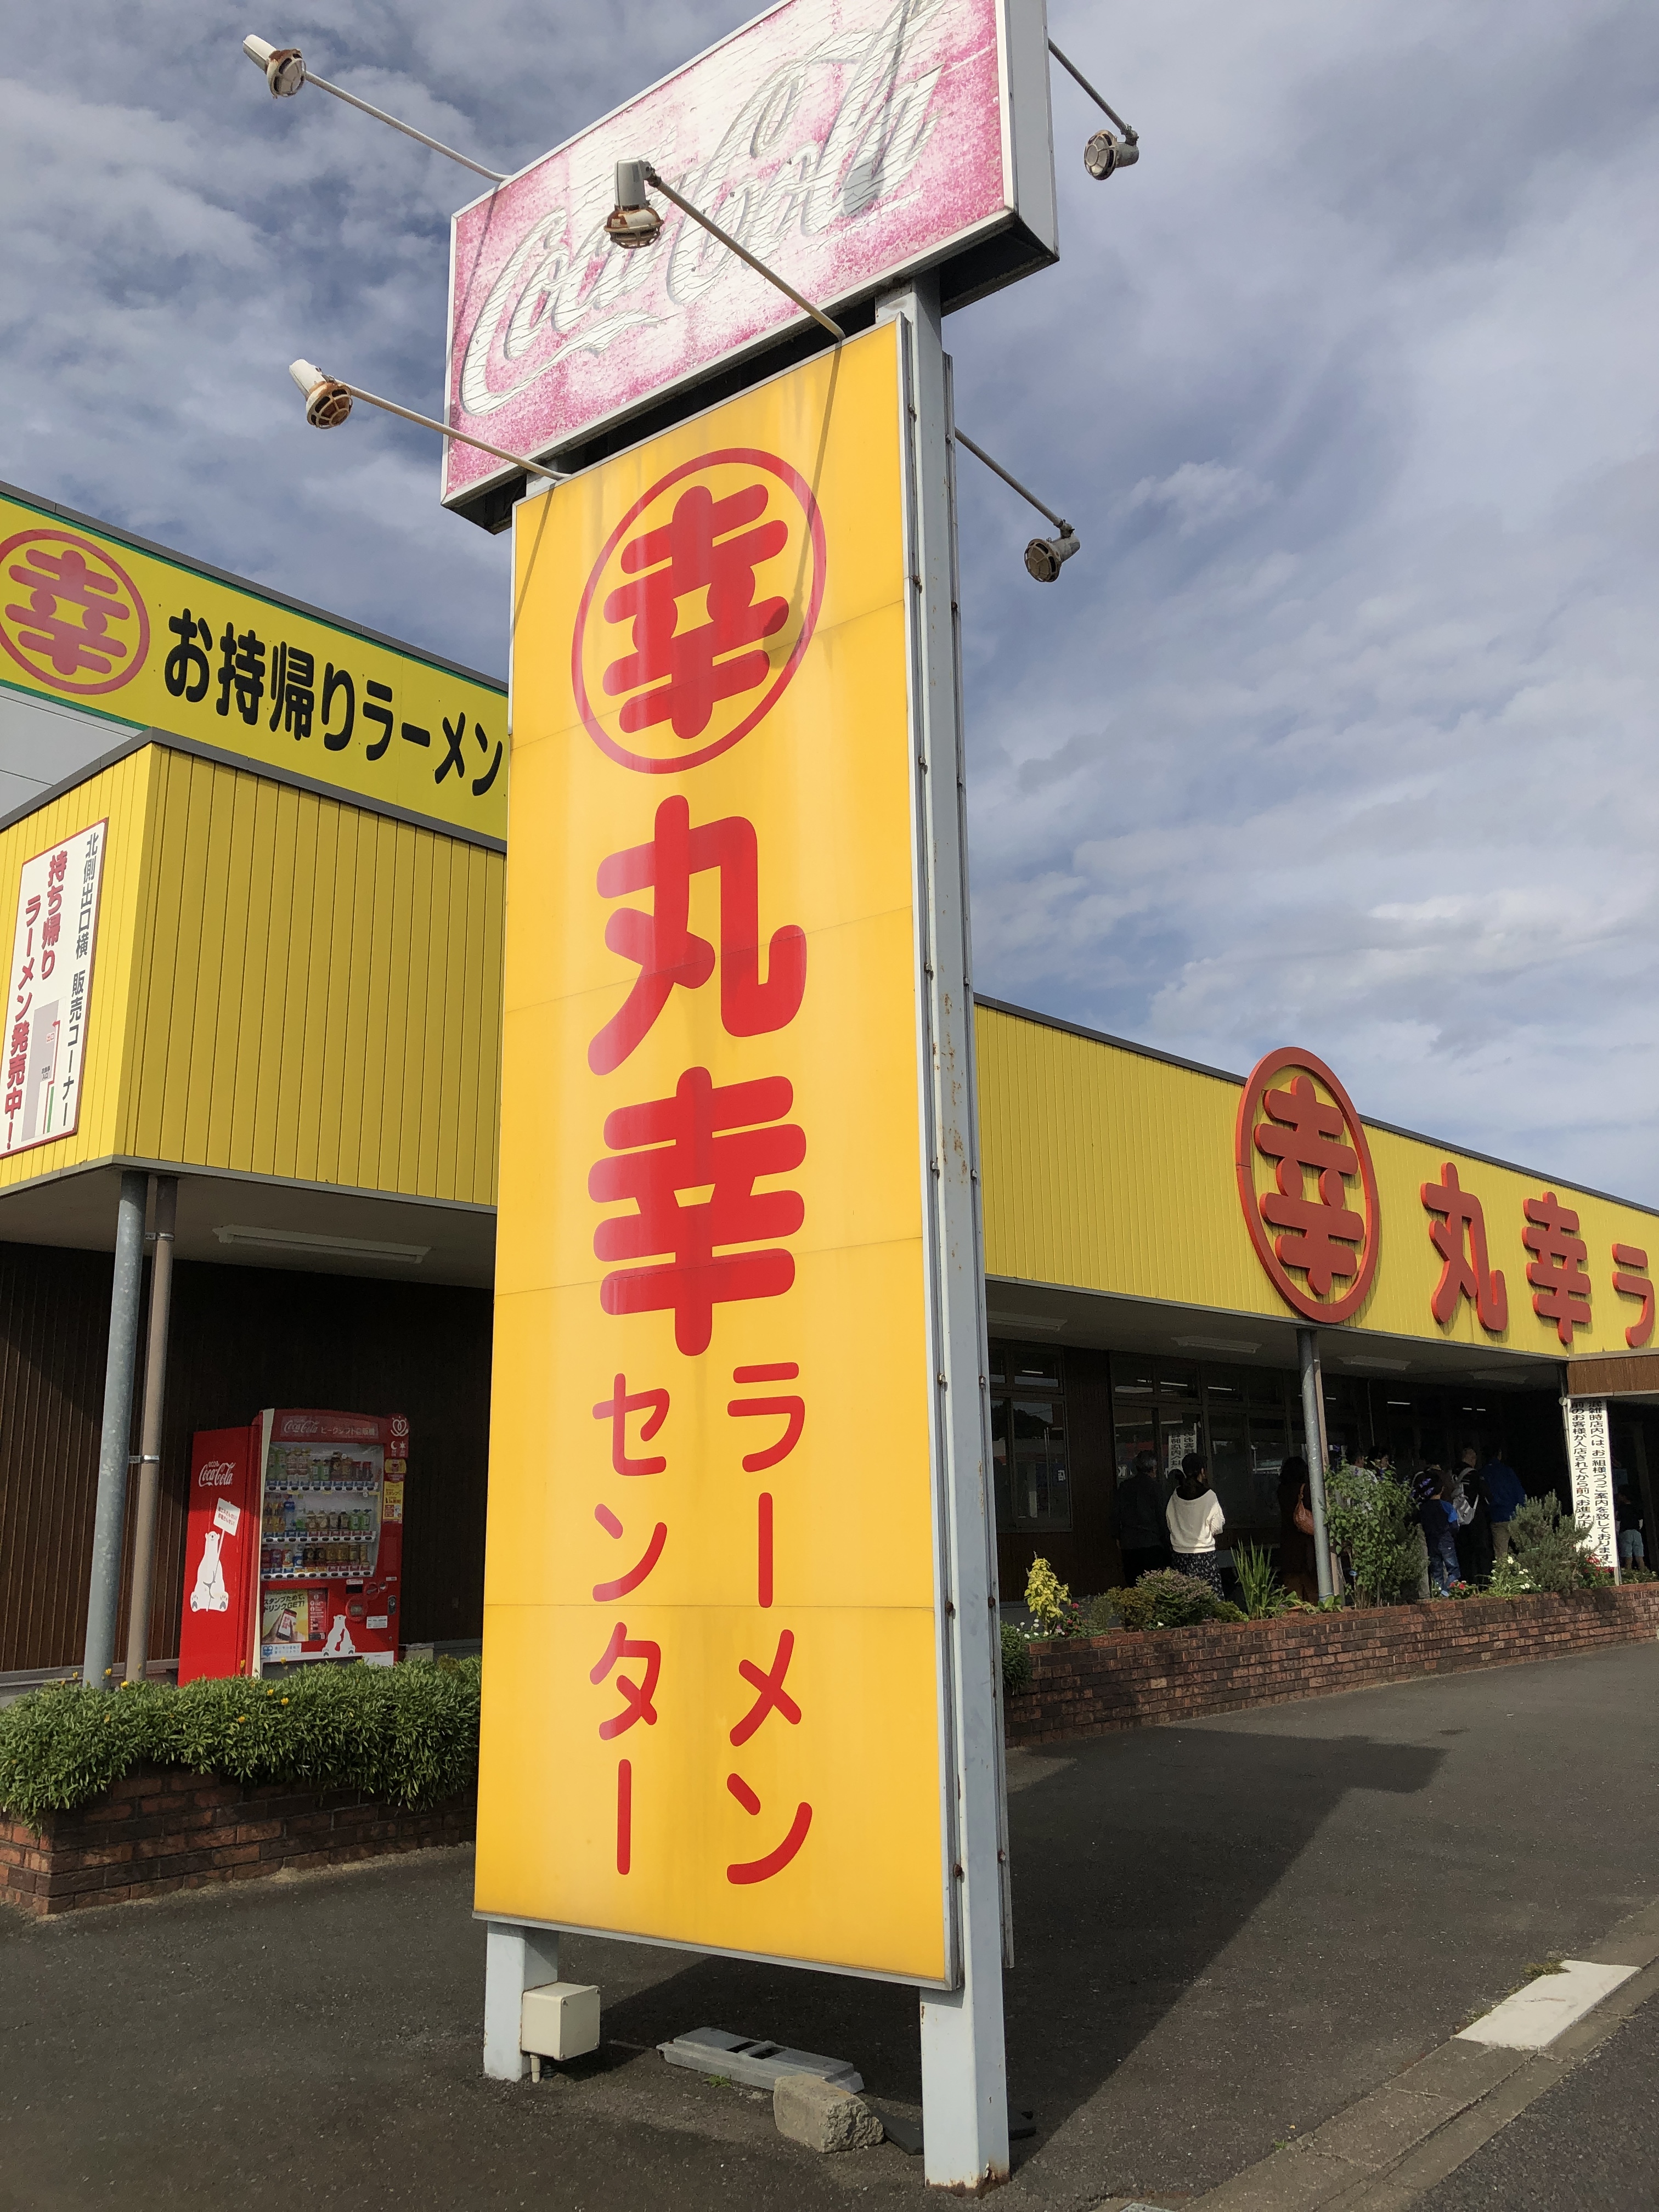 Coca-Cola
幸
丸幸
ラーメン
センター
幸
お持帰りラーメン
北側出口横 販売コーナー
持ち帰り
ラーメン発売中！
幸
丸幸ラ
Coca-Cola
Coca-Cola